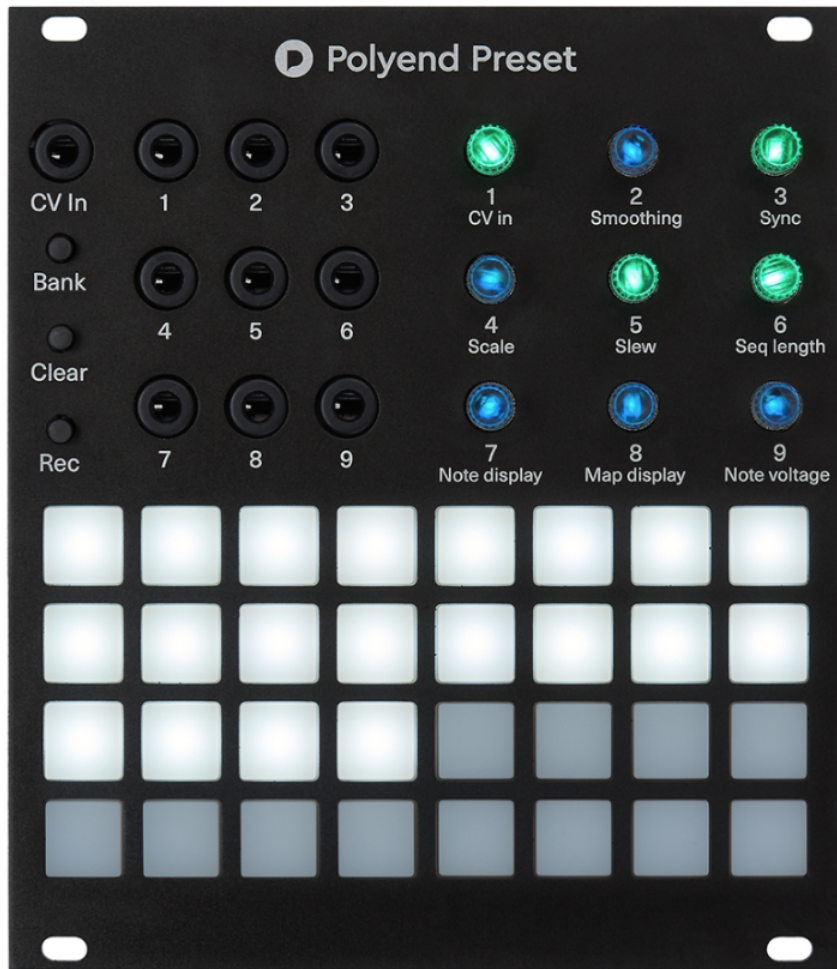 Polyend Preset
CV In
1
2
3
1
CV in
2
Smoothing
3
Sync
Bank
4
5
6
4
Scale
5
Slew
6
Seq length
Clear
Rec
7
8
9
7
Note display
8
Map display
9
Note voltage